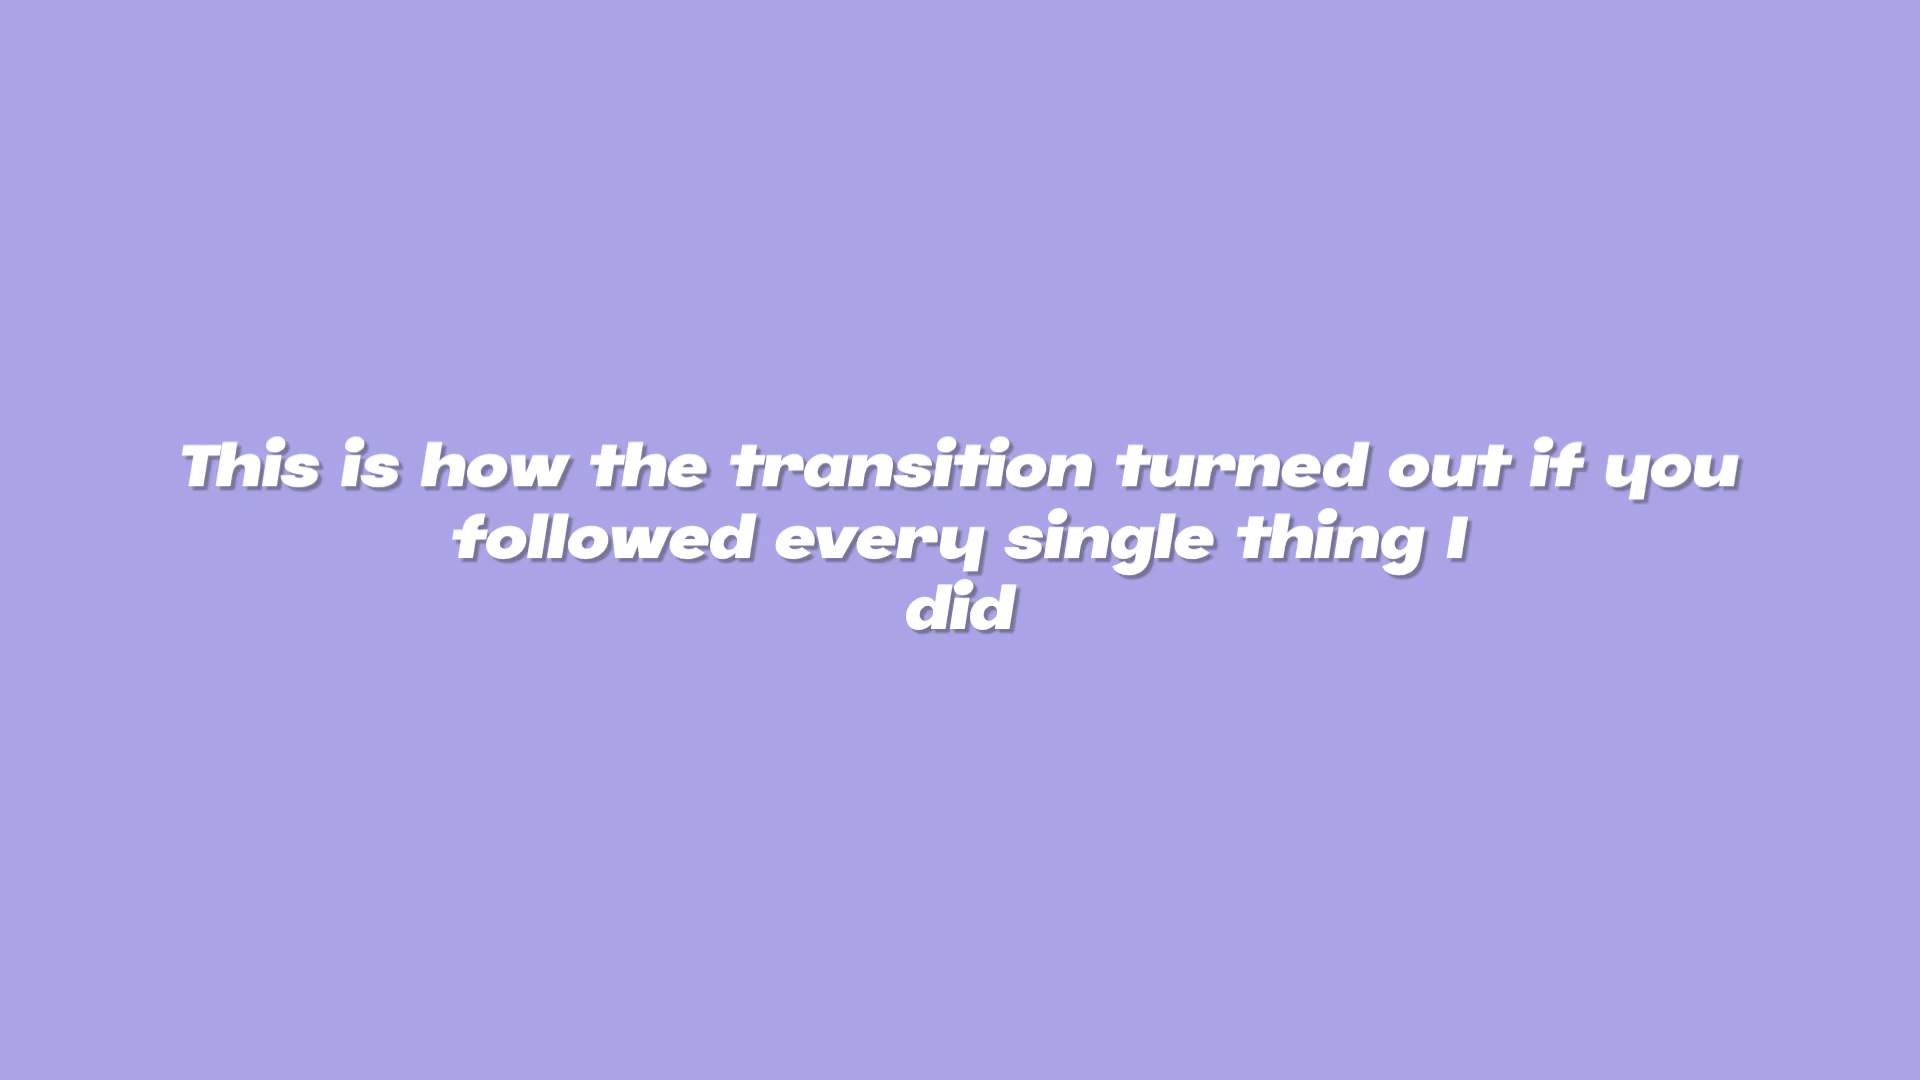 This is how the transition turned out if you
followed every single thing I
did